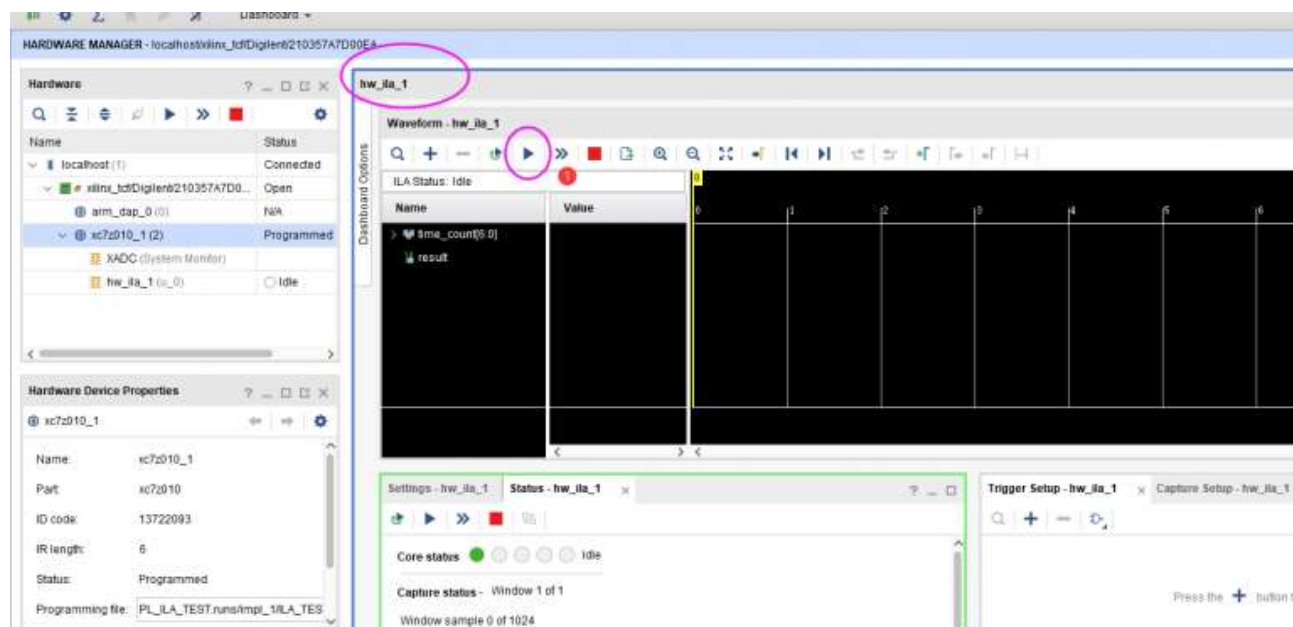 Dashboard
HARDWARE MANAGER - localhost/xilinx_tcf/Digilent/210357A7D90EA
Hardware
? _
Name Status
localhost (1) Connected
xilinx_tcf/Digilent/210357A7D0... Open
arm_dap_0 (0) N/A
xc7z010_1 (2) Programmed
XADC (System Monitor)
hw_ila_1 (u_0) Idle
Hardware Device Properties
? _
xc7z010_1
Name: xc7z010_1
Part: xc7z010
ID code: 13722093
IR length: 6
Status: Programmed
Programming file: PL_ILA_TEST.runs/impl_1/ILA_TES
hw_ila_1
Dashboard Options
Waveform - hw_ila_1
1
ILA Status: Idle
Name Value
0
0 1 2 3 4 5 6
time_count[6:0]
result
Settings - hw_ila_1 Status - hw_ila_1
? _
Core status Idle
Capture status - Window 1 of 1
Window sample 0 of 1024
Trigger Setup - hw_ila_1 Capture Setup - hw_ila_1
Press the + button